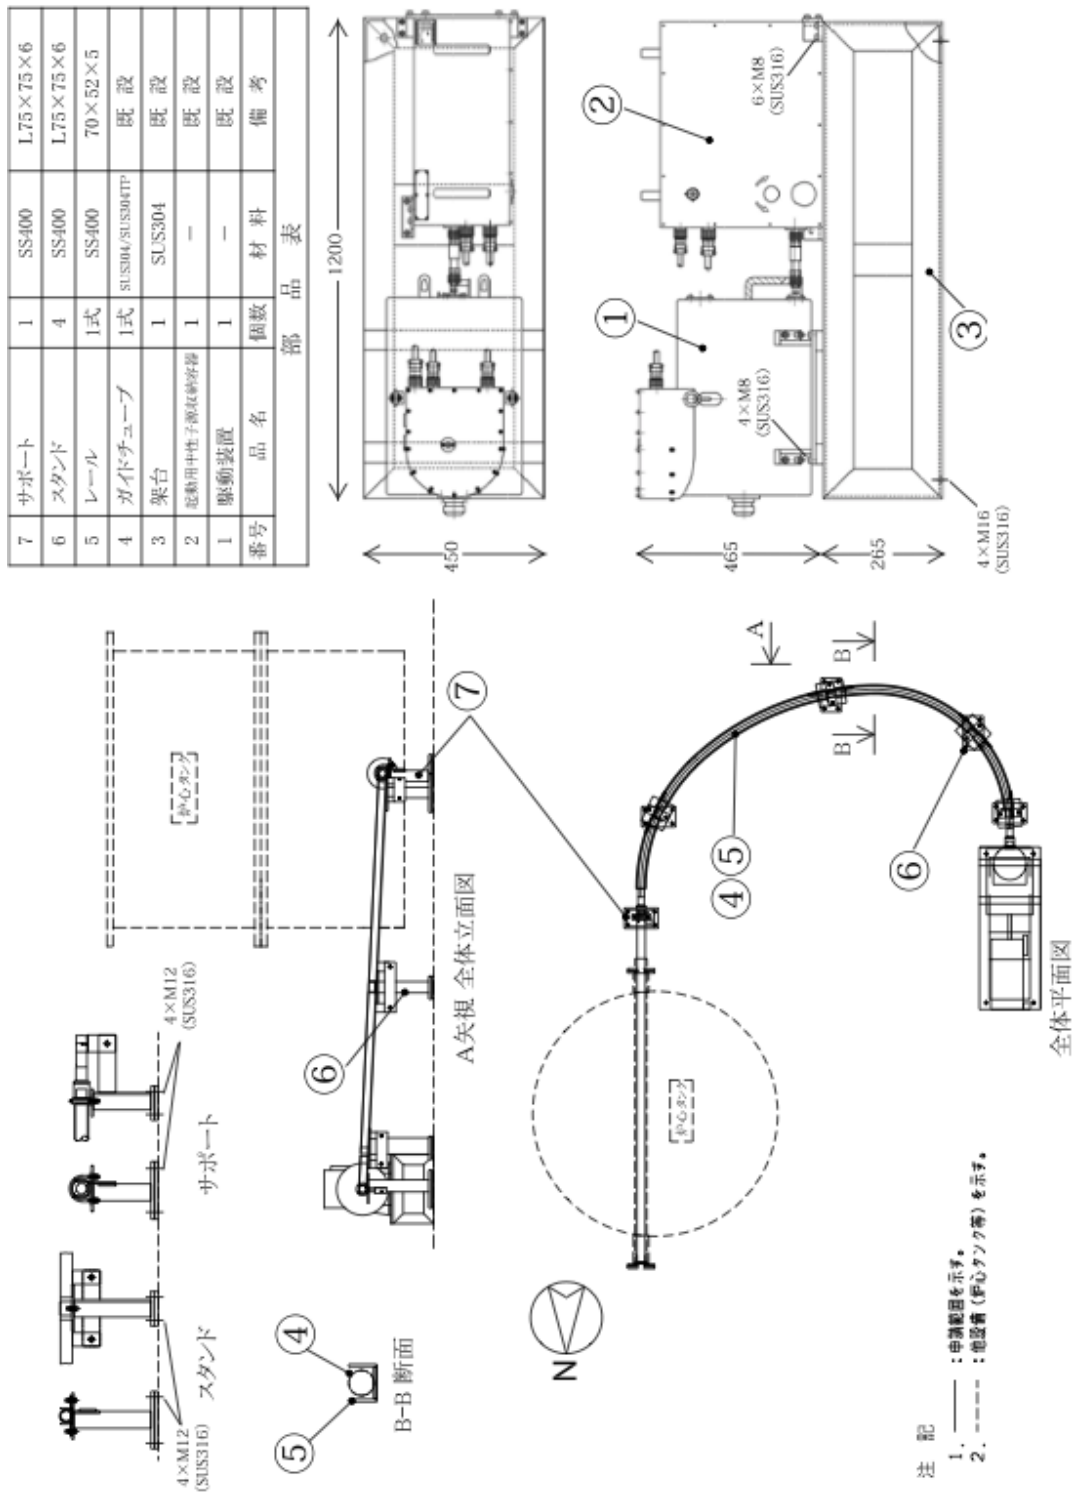 7 サポート 1 SS400 L75×75×6
6 スタンド 4 SS400 L75×75×6
5 レール 1式 SS400 70×52×5
4 ガイドチューブ 1式 SUS304/SUS304TP 既 設
3 架台 1 SUS304 既 設
2 起動用中性子源収納容器 1 － 既 設
1 駆動装置 1 － 既 設
番号 品 名 個数 材 料 備 考
部 品 表
1200
450
①
②
③
6×M8
(SUS316)
4×M8
(SUS316)
4×M16
(SUS316)
465
265
4×M12
(SUS316)
サポート
4×M12
(SUS316)
スタンド
炉心タンク
⑥
⑦
A矢視 全体立面図
④
⑤
B-B 断面
N
炉心タンク
④
⑤
⑥
A
B
B
全体平面図
注 記
1. ――― ：申請範囲を示す。
2. ----- ：他設備（炉心タンク等）を示す。